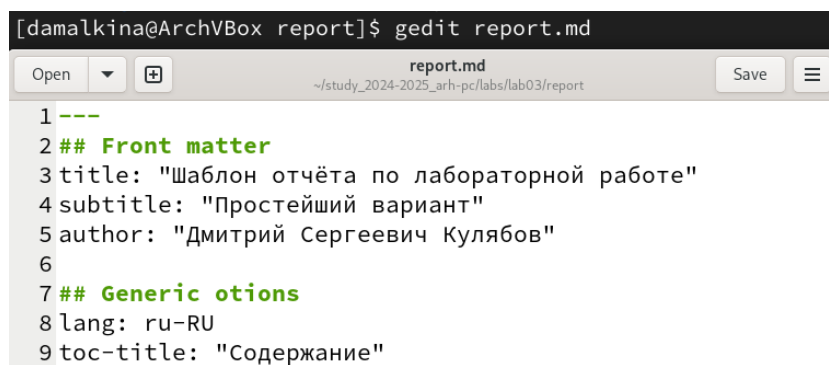 [damalkina@ArchVBox report]$ gedit report.md
Open
report.md
~/study_2024-2025_arh-pc/labs/lab03/report
Save
1 ---
2 ## Front matter
3 title: "Шаблон отчёта по лабораторной работе"
4 subtitle: "Простейший вариант"
5 author: "Дмитрий Сергеевич Кулябов"
6
7 ## Generic otions
8 lang: ru-RU
9 toc-title: "Содержание"